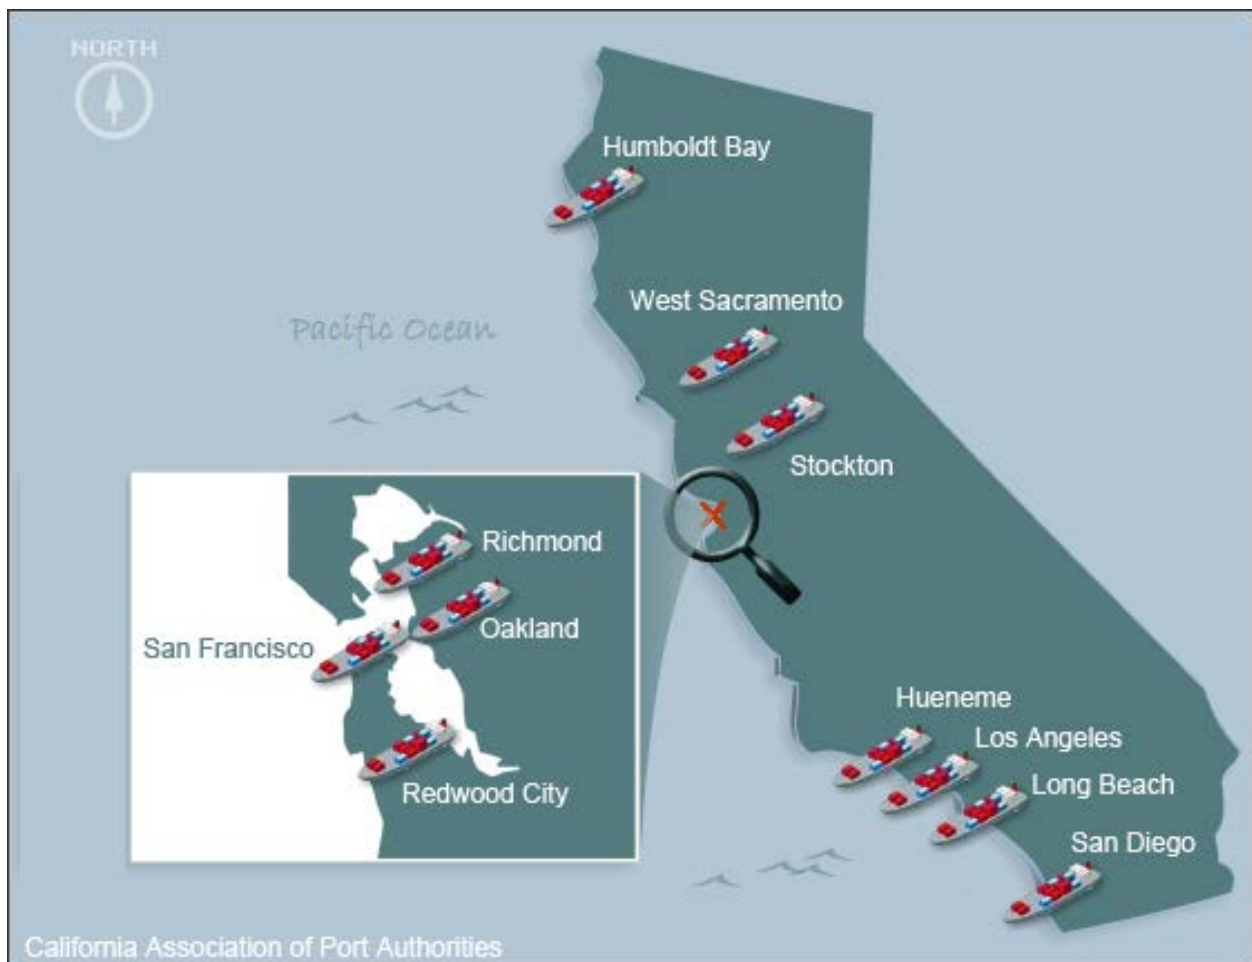 NORTH
Humboldt Bay
West Sacramento
Pacific Ocean
Stockton
Richmond
Oakland
San Francisco
Redwood City
Hueneme
Los Angeles
Long Beach
San Diego
California Association of Port Authorities